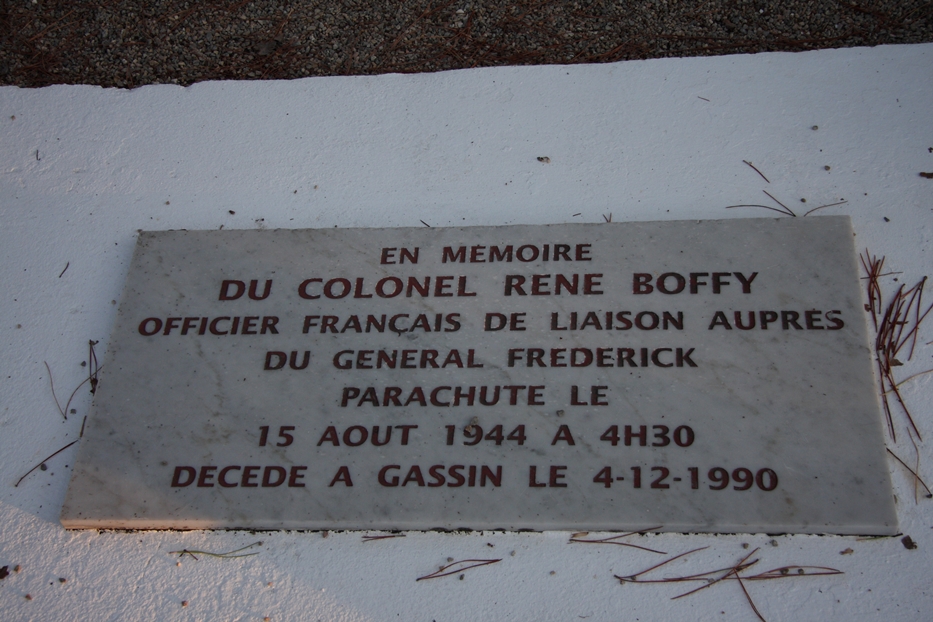 EN MEMOIRE
DU COLONEL RENE BOFFY
OFFICIER FRANÇAIS DE LIAISON AUPRES
DU GENERAL FREDERICK
PARACHUTE LE
15 AOUT 1944 A 4H30
DECEDE A GASSIN LE 4-12-1990